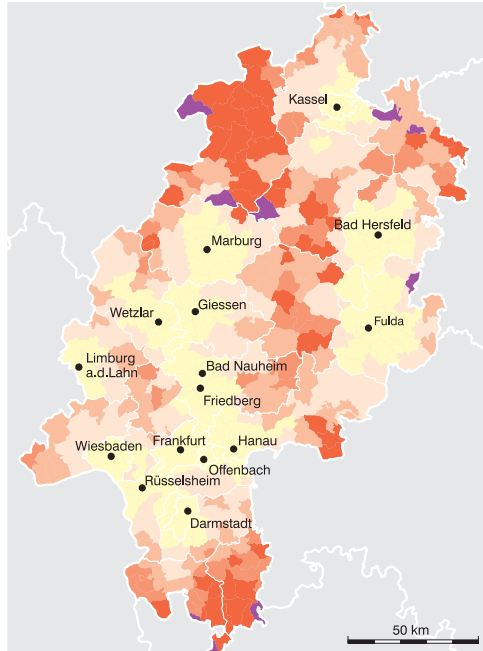 Kassel
Bad Hersfeld
Marburg
Giessen
Wetzlar
Fulda
Limburg
a.d.Lahn
Bad Nauheim
Friedberg
Frankfurt
Hanau
Wiesbaden
Offenbach
Rüsselsheim
Darmstadt
50 km